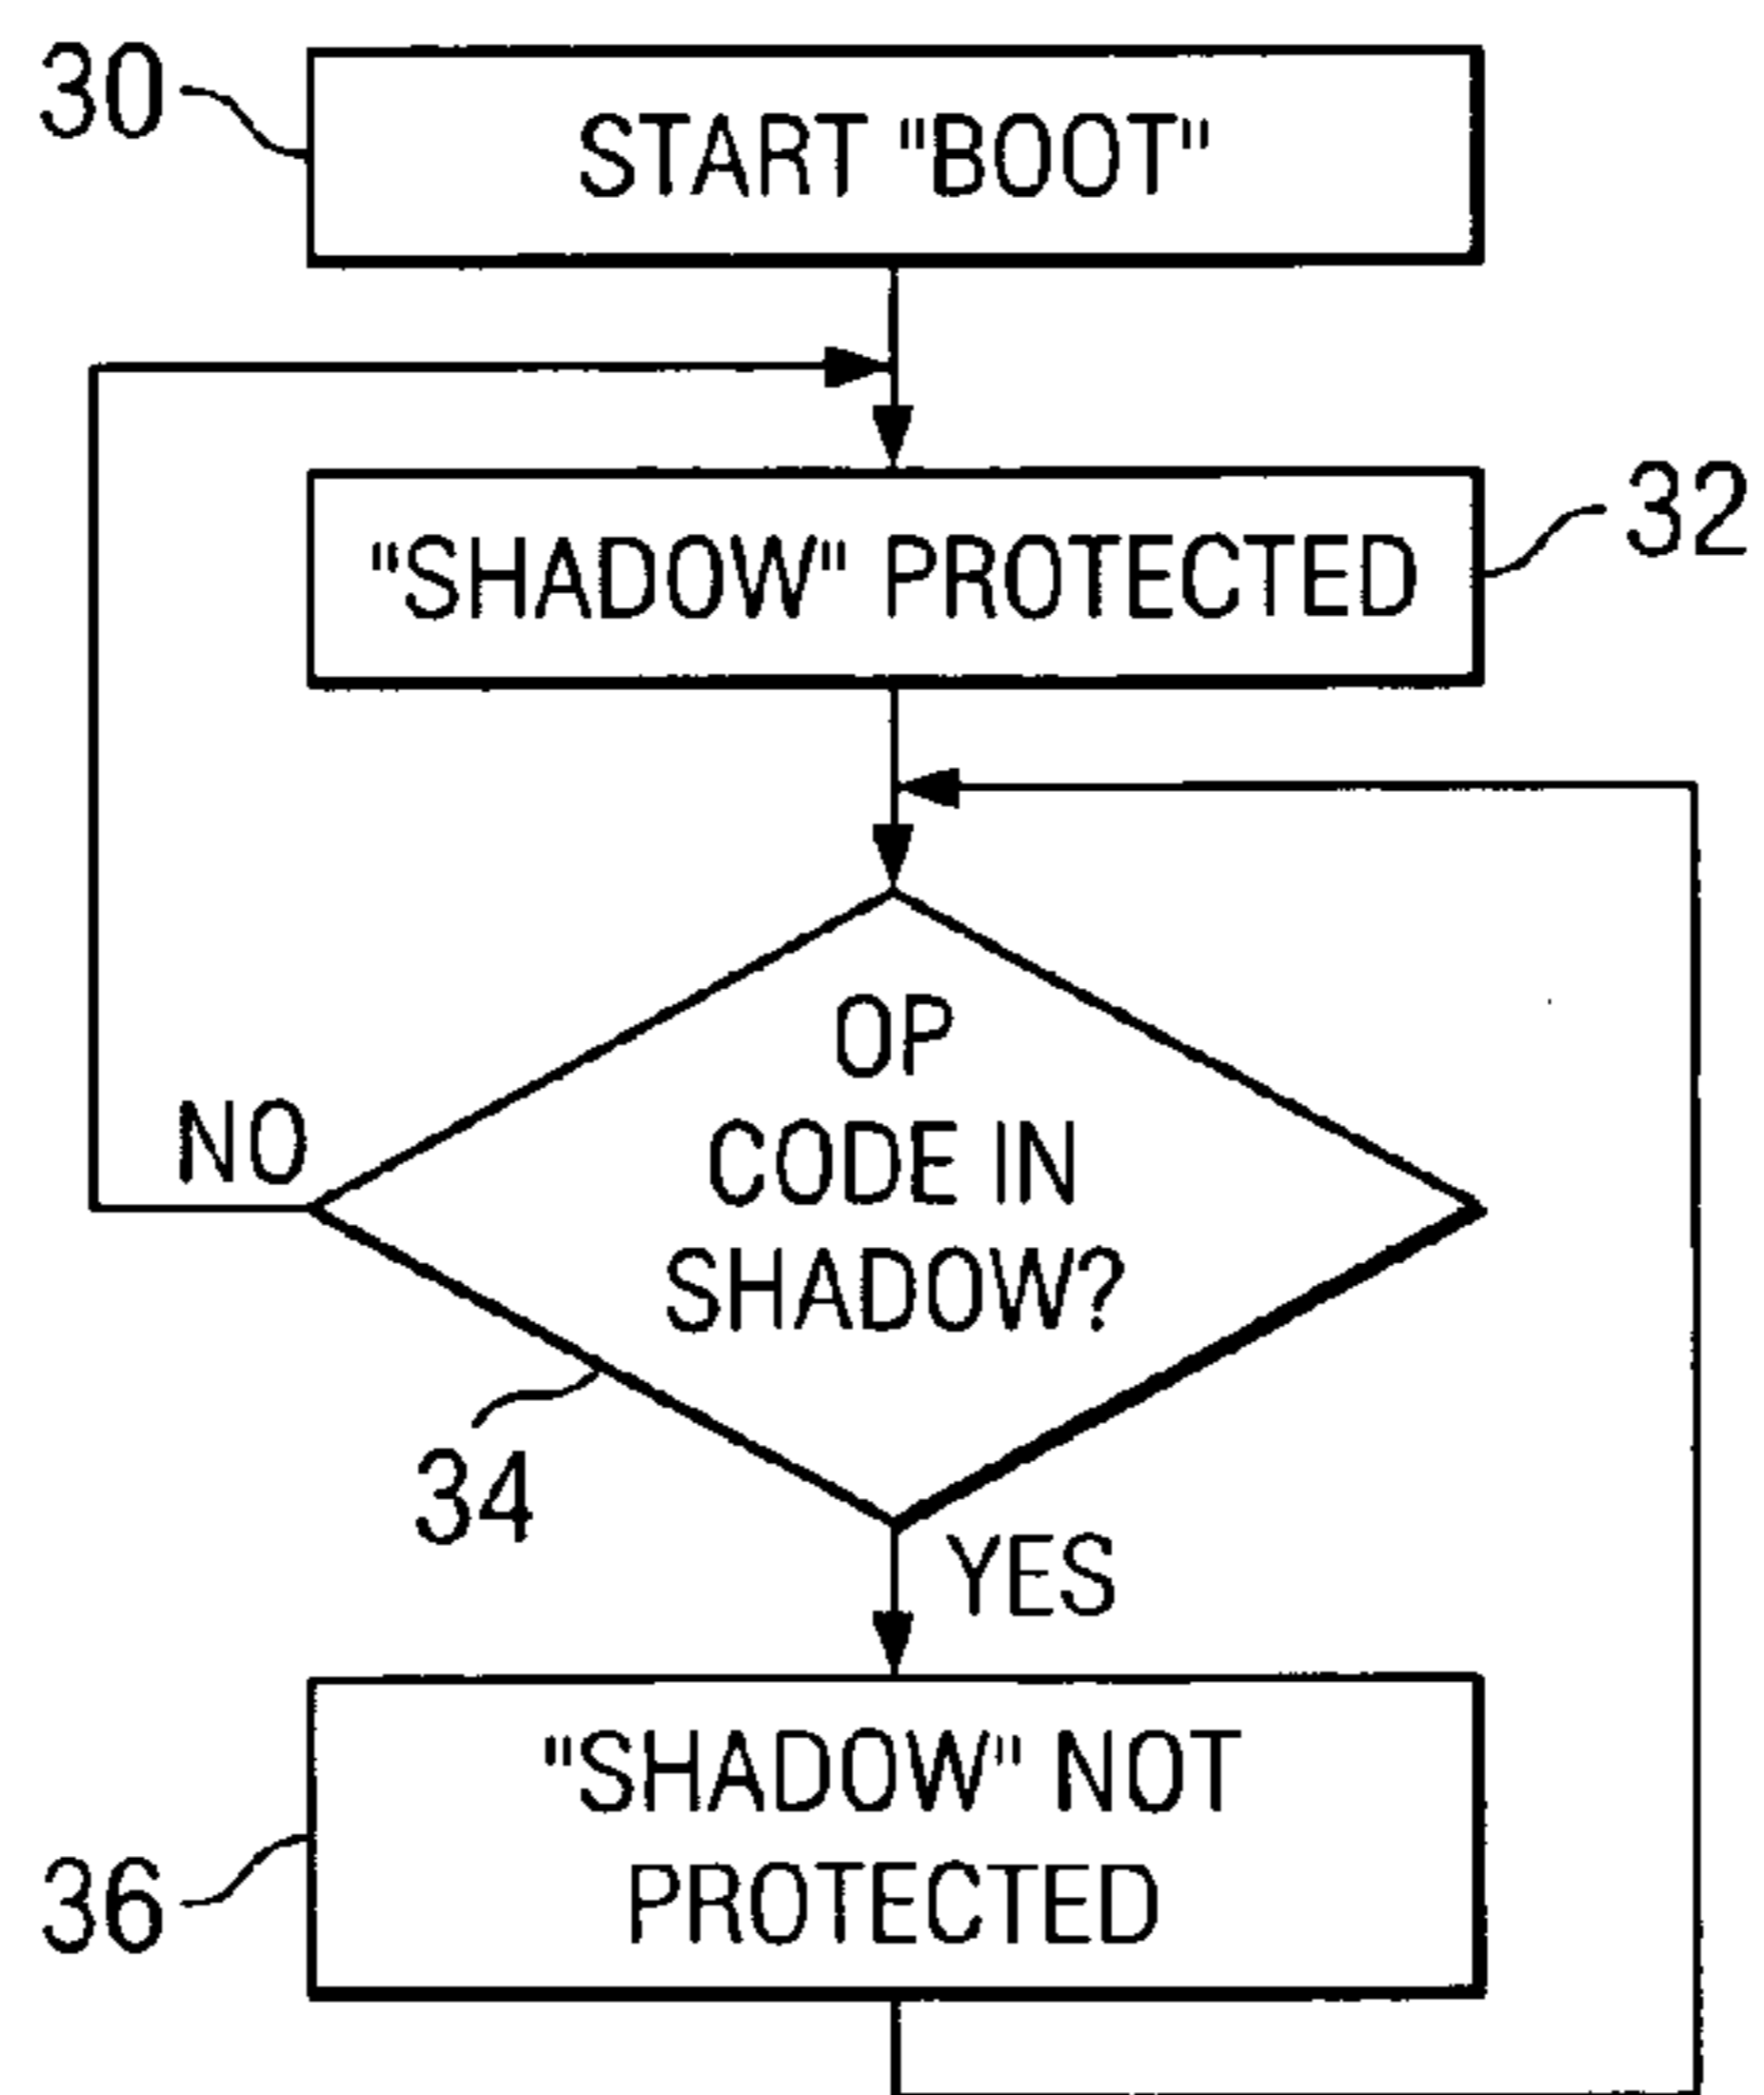 30
START "BOOT"
"SHADOW" PROTECTED
32
OP
CODE IN
SHADOW?
NO
34
YES
"SHADOW" NOT
PROTECTED
36